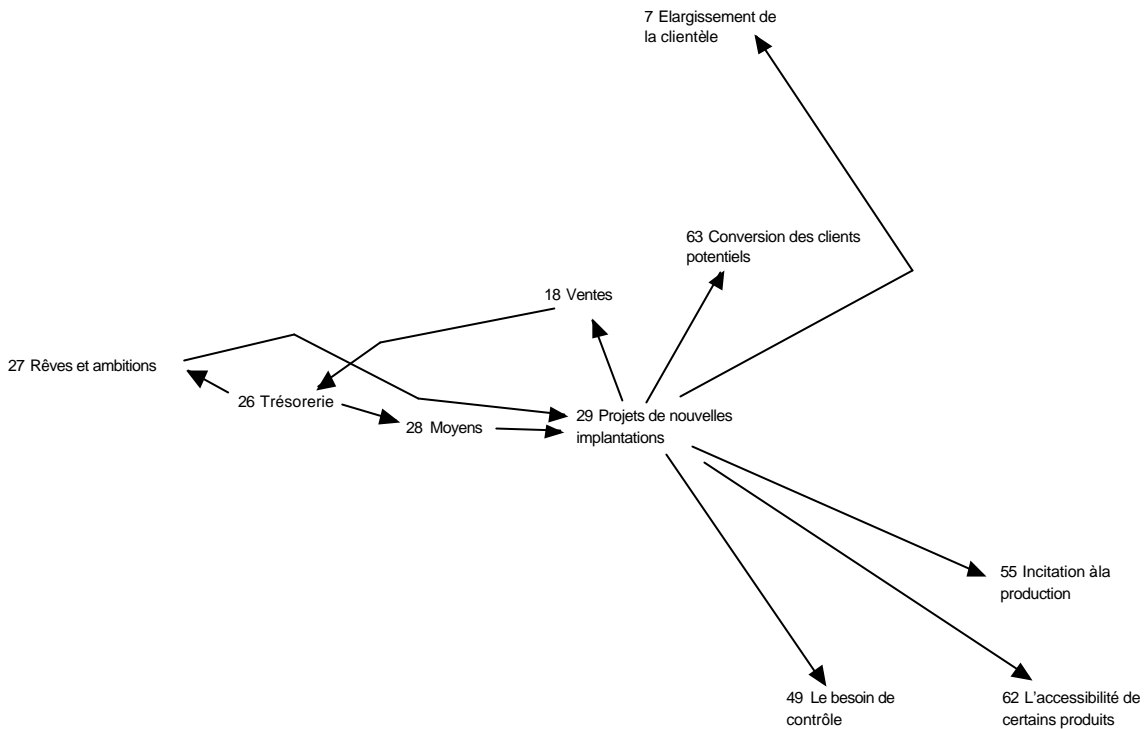 7 Elargissement de
la clientèle
63 Conversion des clients
potentiels
18 Ventes
27 Rêves et ambitions
26 Trésorerie
28 Moyens
29 Projets de nouvelles
implantations
55 Incitation àla
production
49 Le besoin de
contrôle
62 L'accessibilité de
certains produits